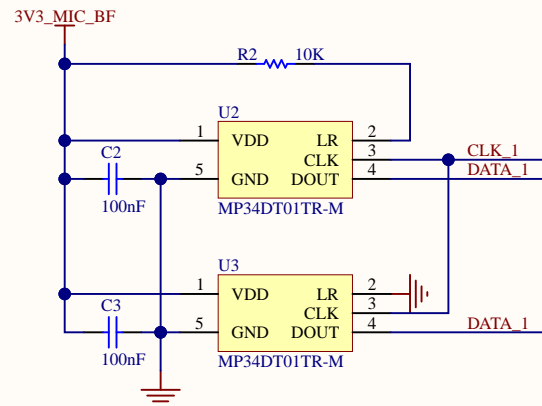 3V3_MIC_BF
R2 10K
U2
1 VDD LR 2
CLK 3 CLK_1
C2 5 GND DOUT 4 DATA_1
100nF MP34DT01TR-M
U3
1 VDD LR 2
CLK 3
C3 5 GND DOUT 4 DATA_1
100nF MP34DT01TR-M